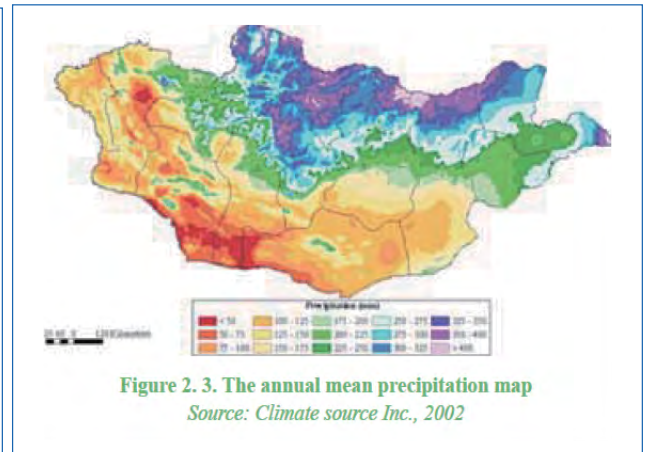 Precipitation (mm)
< 50 100 - 125 175 - 200 250 - 275 325 - 350
50 - 75 125 - 150 200 - 225 275 - 300 350 - 400
75 - 100 150 - 175 225 - 250 300 - 325 > 400
Figure 2. 3. The annual mean precipitation map
Source: Climate source Inc., 2002